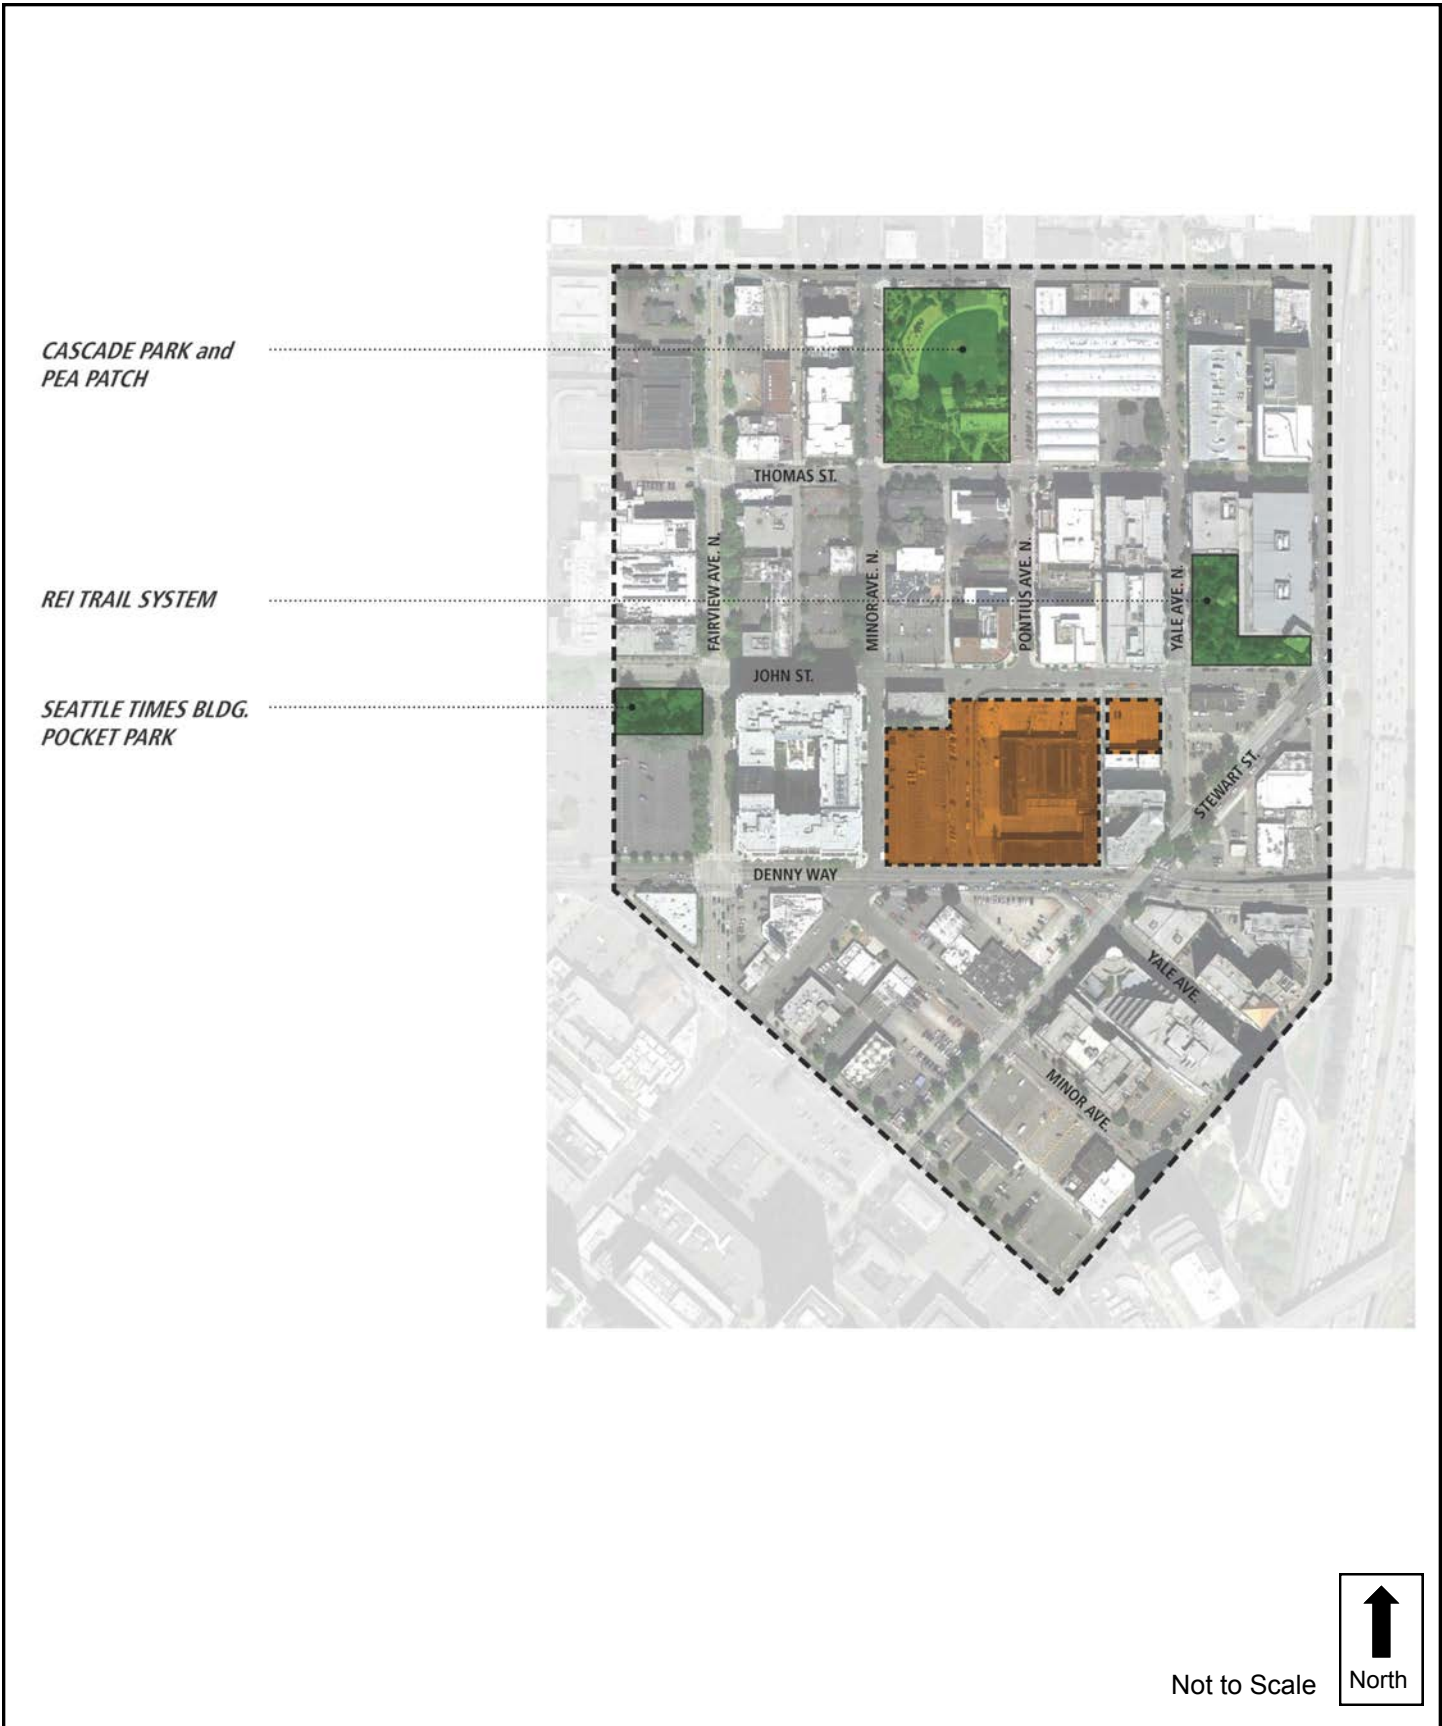 CASCADE PARK and
PEA PATCH
THOMAS ST.
FAIRVIEW AVE. N.
MINOR AVE. N.
PONTIUS AVE. N.
YALE AVE. N.
REI TRAIL SYSTEM
JOHN ST.
SEATTLE TIMES BLDG.
POCKET PARK
STEWART ST.
DENNY WAY
YALE AVE.
MINOR AVE.
Not to Scale
North